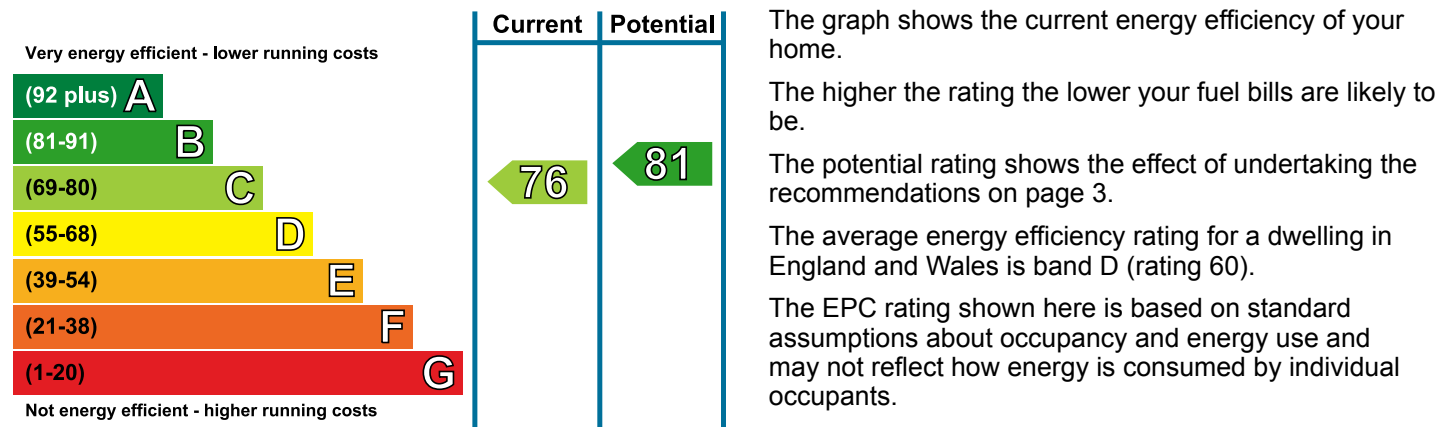 Current Potential
Very energy efficient - lower running costs
(92 plus) A
(81-91) B
(69-80) C
(55-68) D
(39-54) E
(21-38) F
(1-20) G
Not energy efficient - higher running costs
76
81
The graph shows the current energy efficiency of your
home.
The higher the rating the lower your fuel bills are likely to
be.
The potential rating shows the effect of undertaking the
recommendations on page 3.
The average energy efficiency rating for a dwelling in
England and Wales is band D (rating 60).
The EPC rating shown here is based on standard
assumptions about occupancy and energy use and
may not reflect how energy is consumed by individual
occupants.